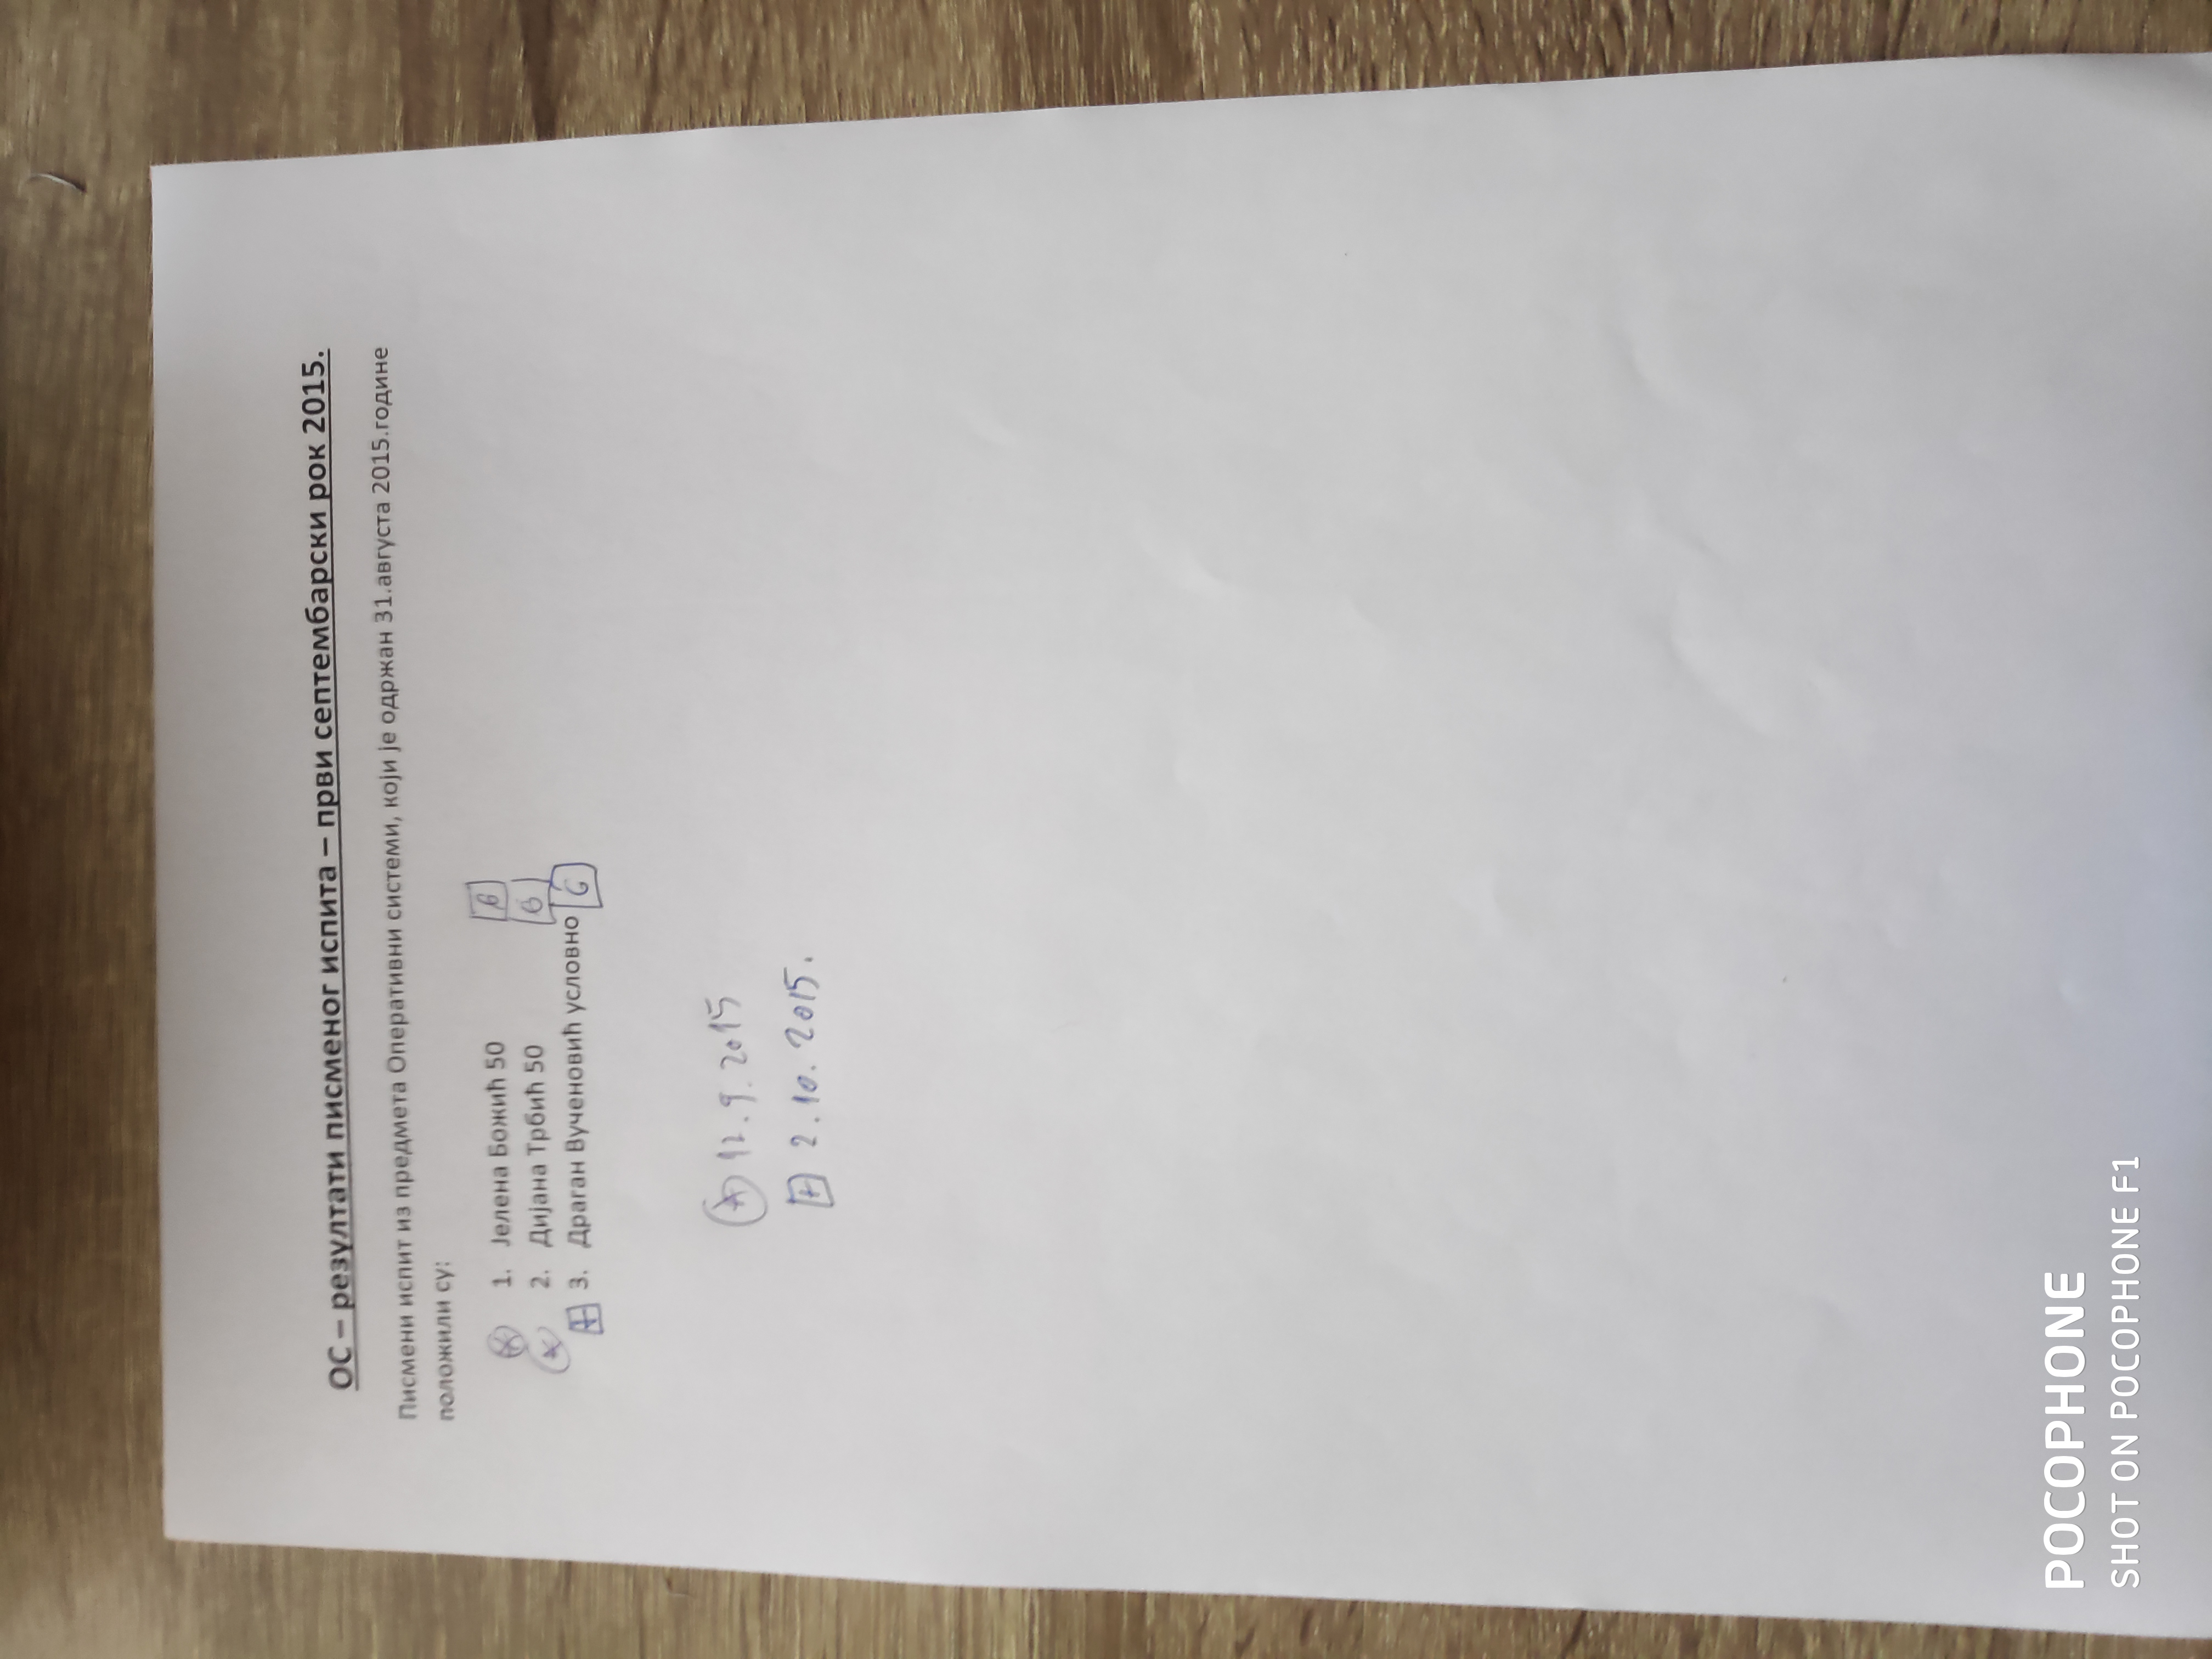 ОС – резултати писменог испита – први септембарски рок 2015.
Писмени испит из предмета Оперативни системи, који је одржан 31.августа 2015.године
положили су:
1. Јелена Божић 50 6
2. Дијана Трбић 50 6
+ 3. Драган Вученовић условно 6
12.9.2015
+ 2.10.2015.
POCOPHONE
SHOT ON POCOPHONE F1